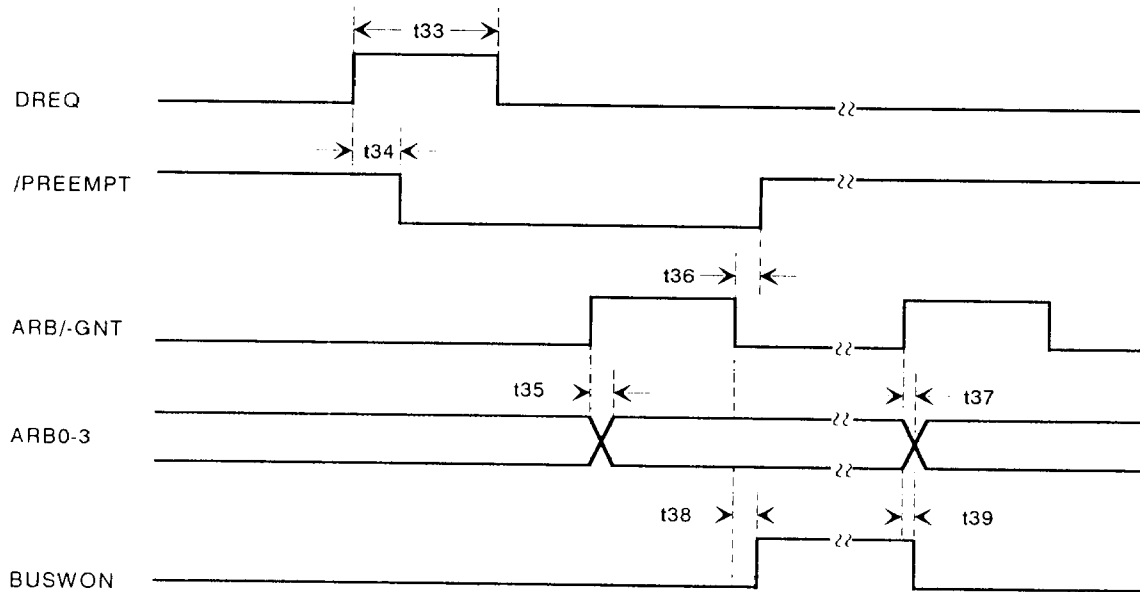 t33
DREQ
t34
/PREEMPT
t36
ARB/-GNT
t35
t37
ARB0-3
t38
t39
BUSWON